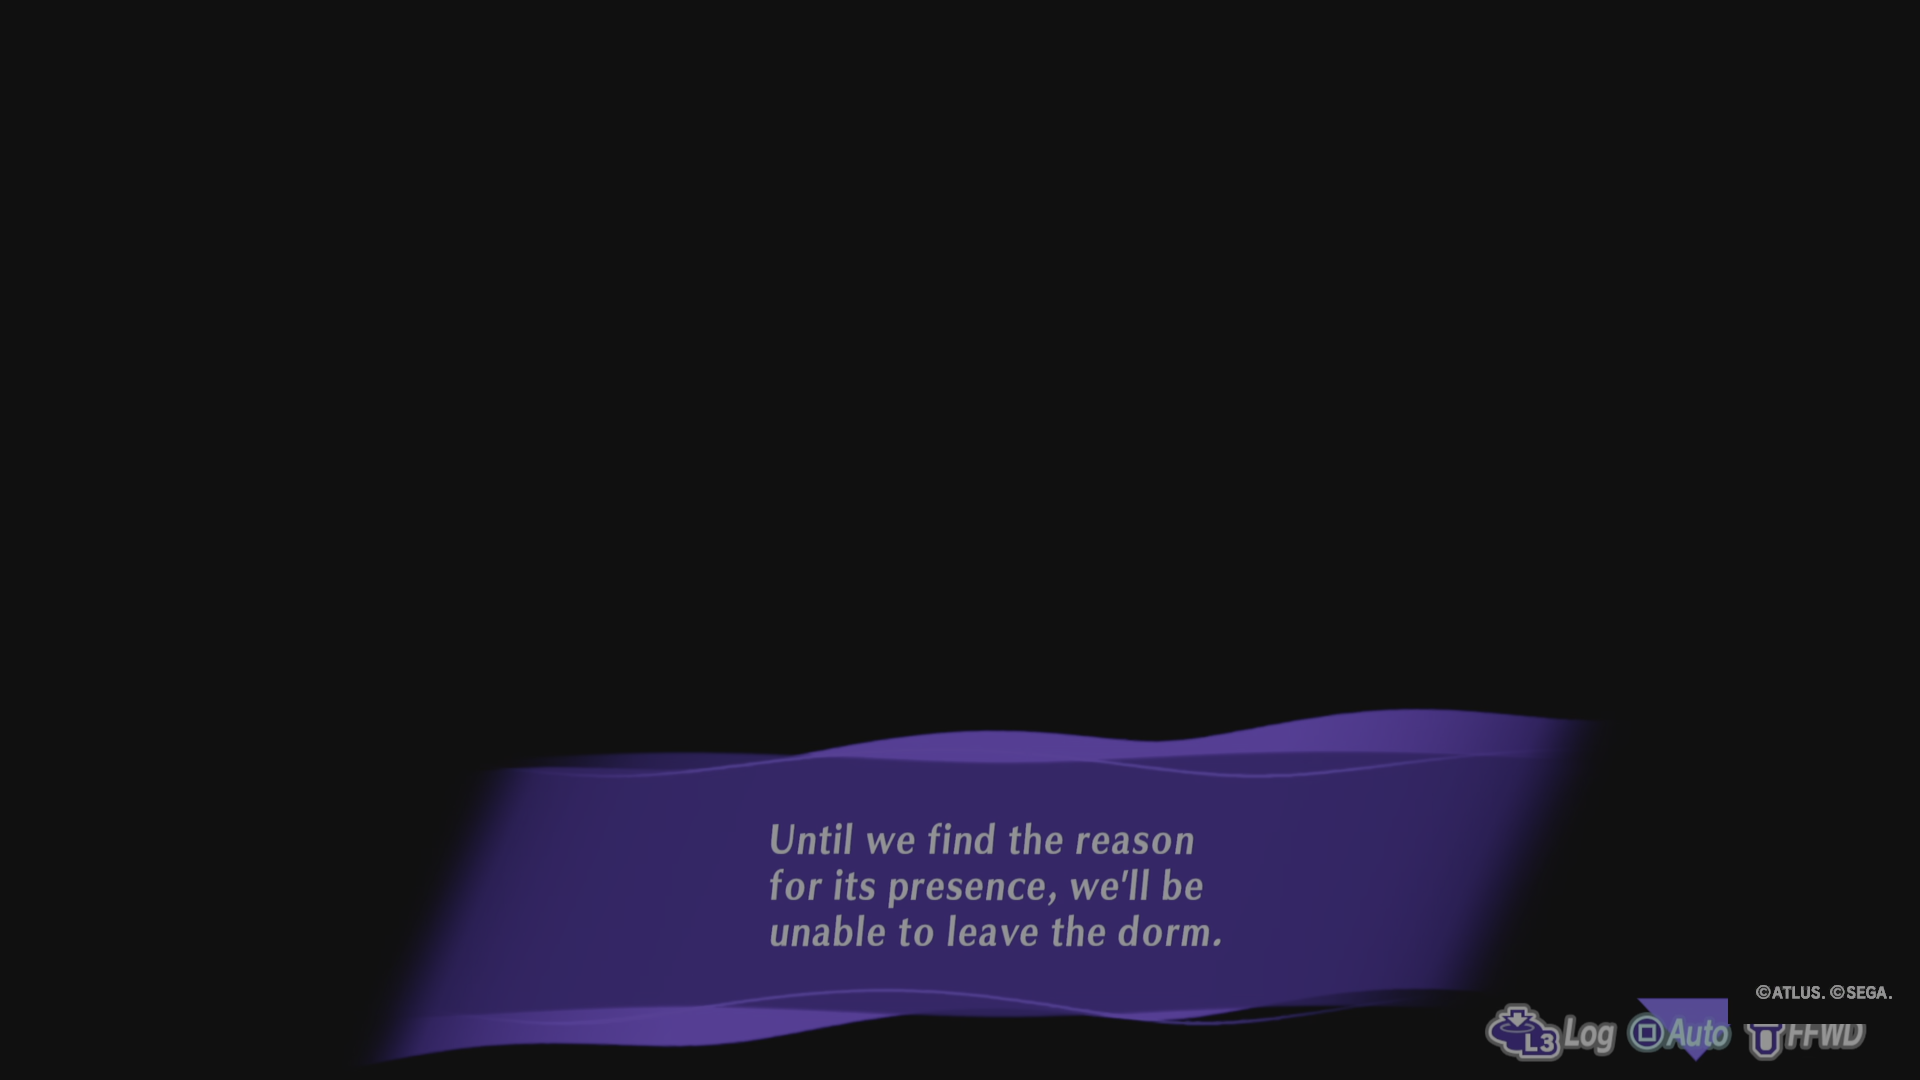 Until we find the reason
for its presence, we'll be
unable to leave the dorm.
©ATLUS. ©SEGA.
L3 Log Auto FFWD